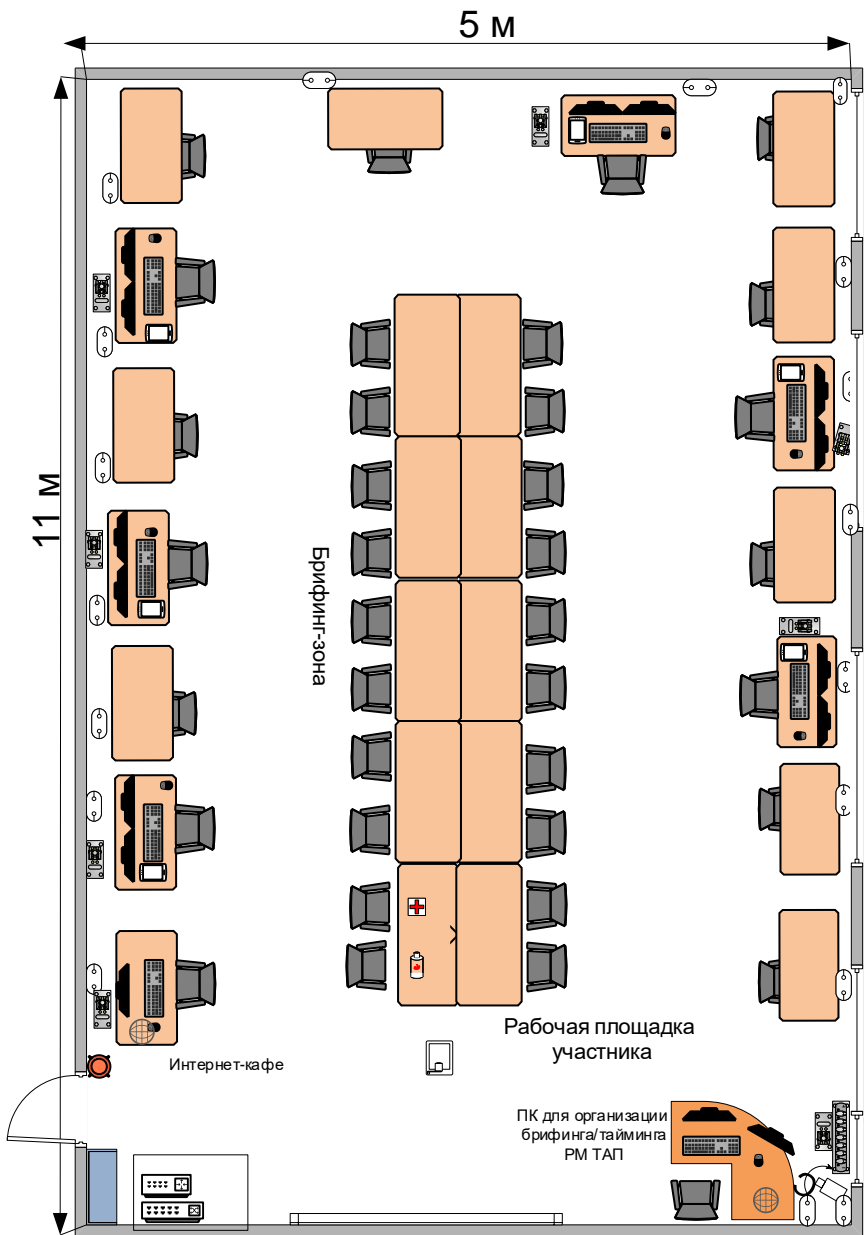 5 м
11 м
Брифинг-зона
Рабочая площадка
участника
Интернет-кафе
ПК для организации
брифинга/тайминга
РМ ТАП